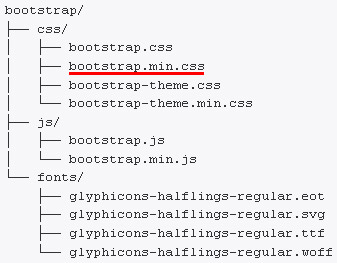 bootstrap/
├── css/
│   ├── bootstrap.css
│   ├── bootstrap.min.css
│   ├── bootstrap-theme.css
│   └── bootstrap-theme.min.css
├── js/
│   ├── bootstrap.js
│   └── bootstrap.min.js
└── fonts/
    ├── glyphicons-halflings-regular.eot
    ├── glyphicons-halflings-regular.svg
    ├── glyphicons-halflings-regular.ttf
    └── glyphicons-halflings-regular.woff